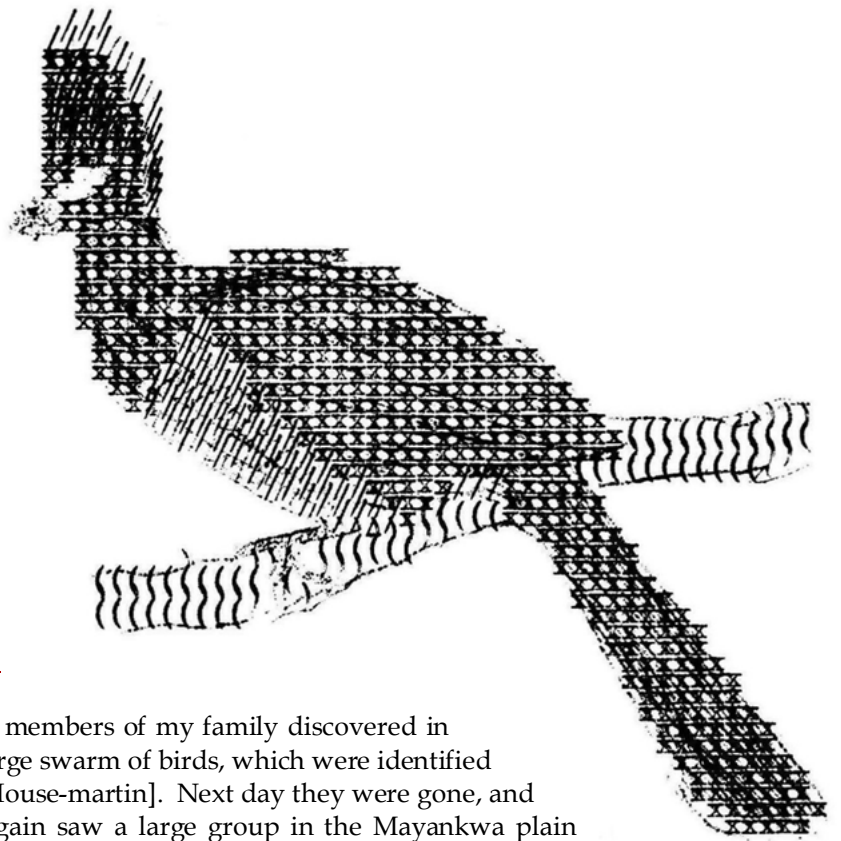 members of my family discovered in
rge swarm of birds, which were identified
House-martin]. Next day they were gone, and
gain saw a large group in the Mayankwa plain